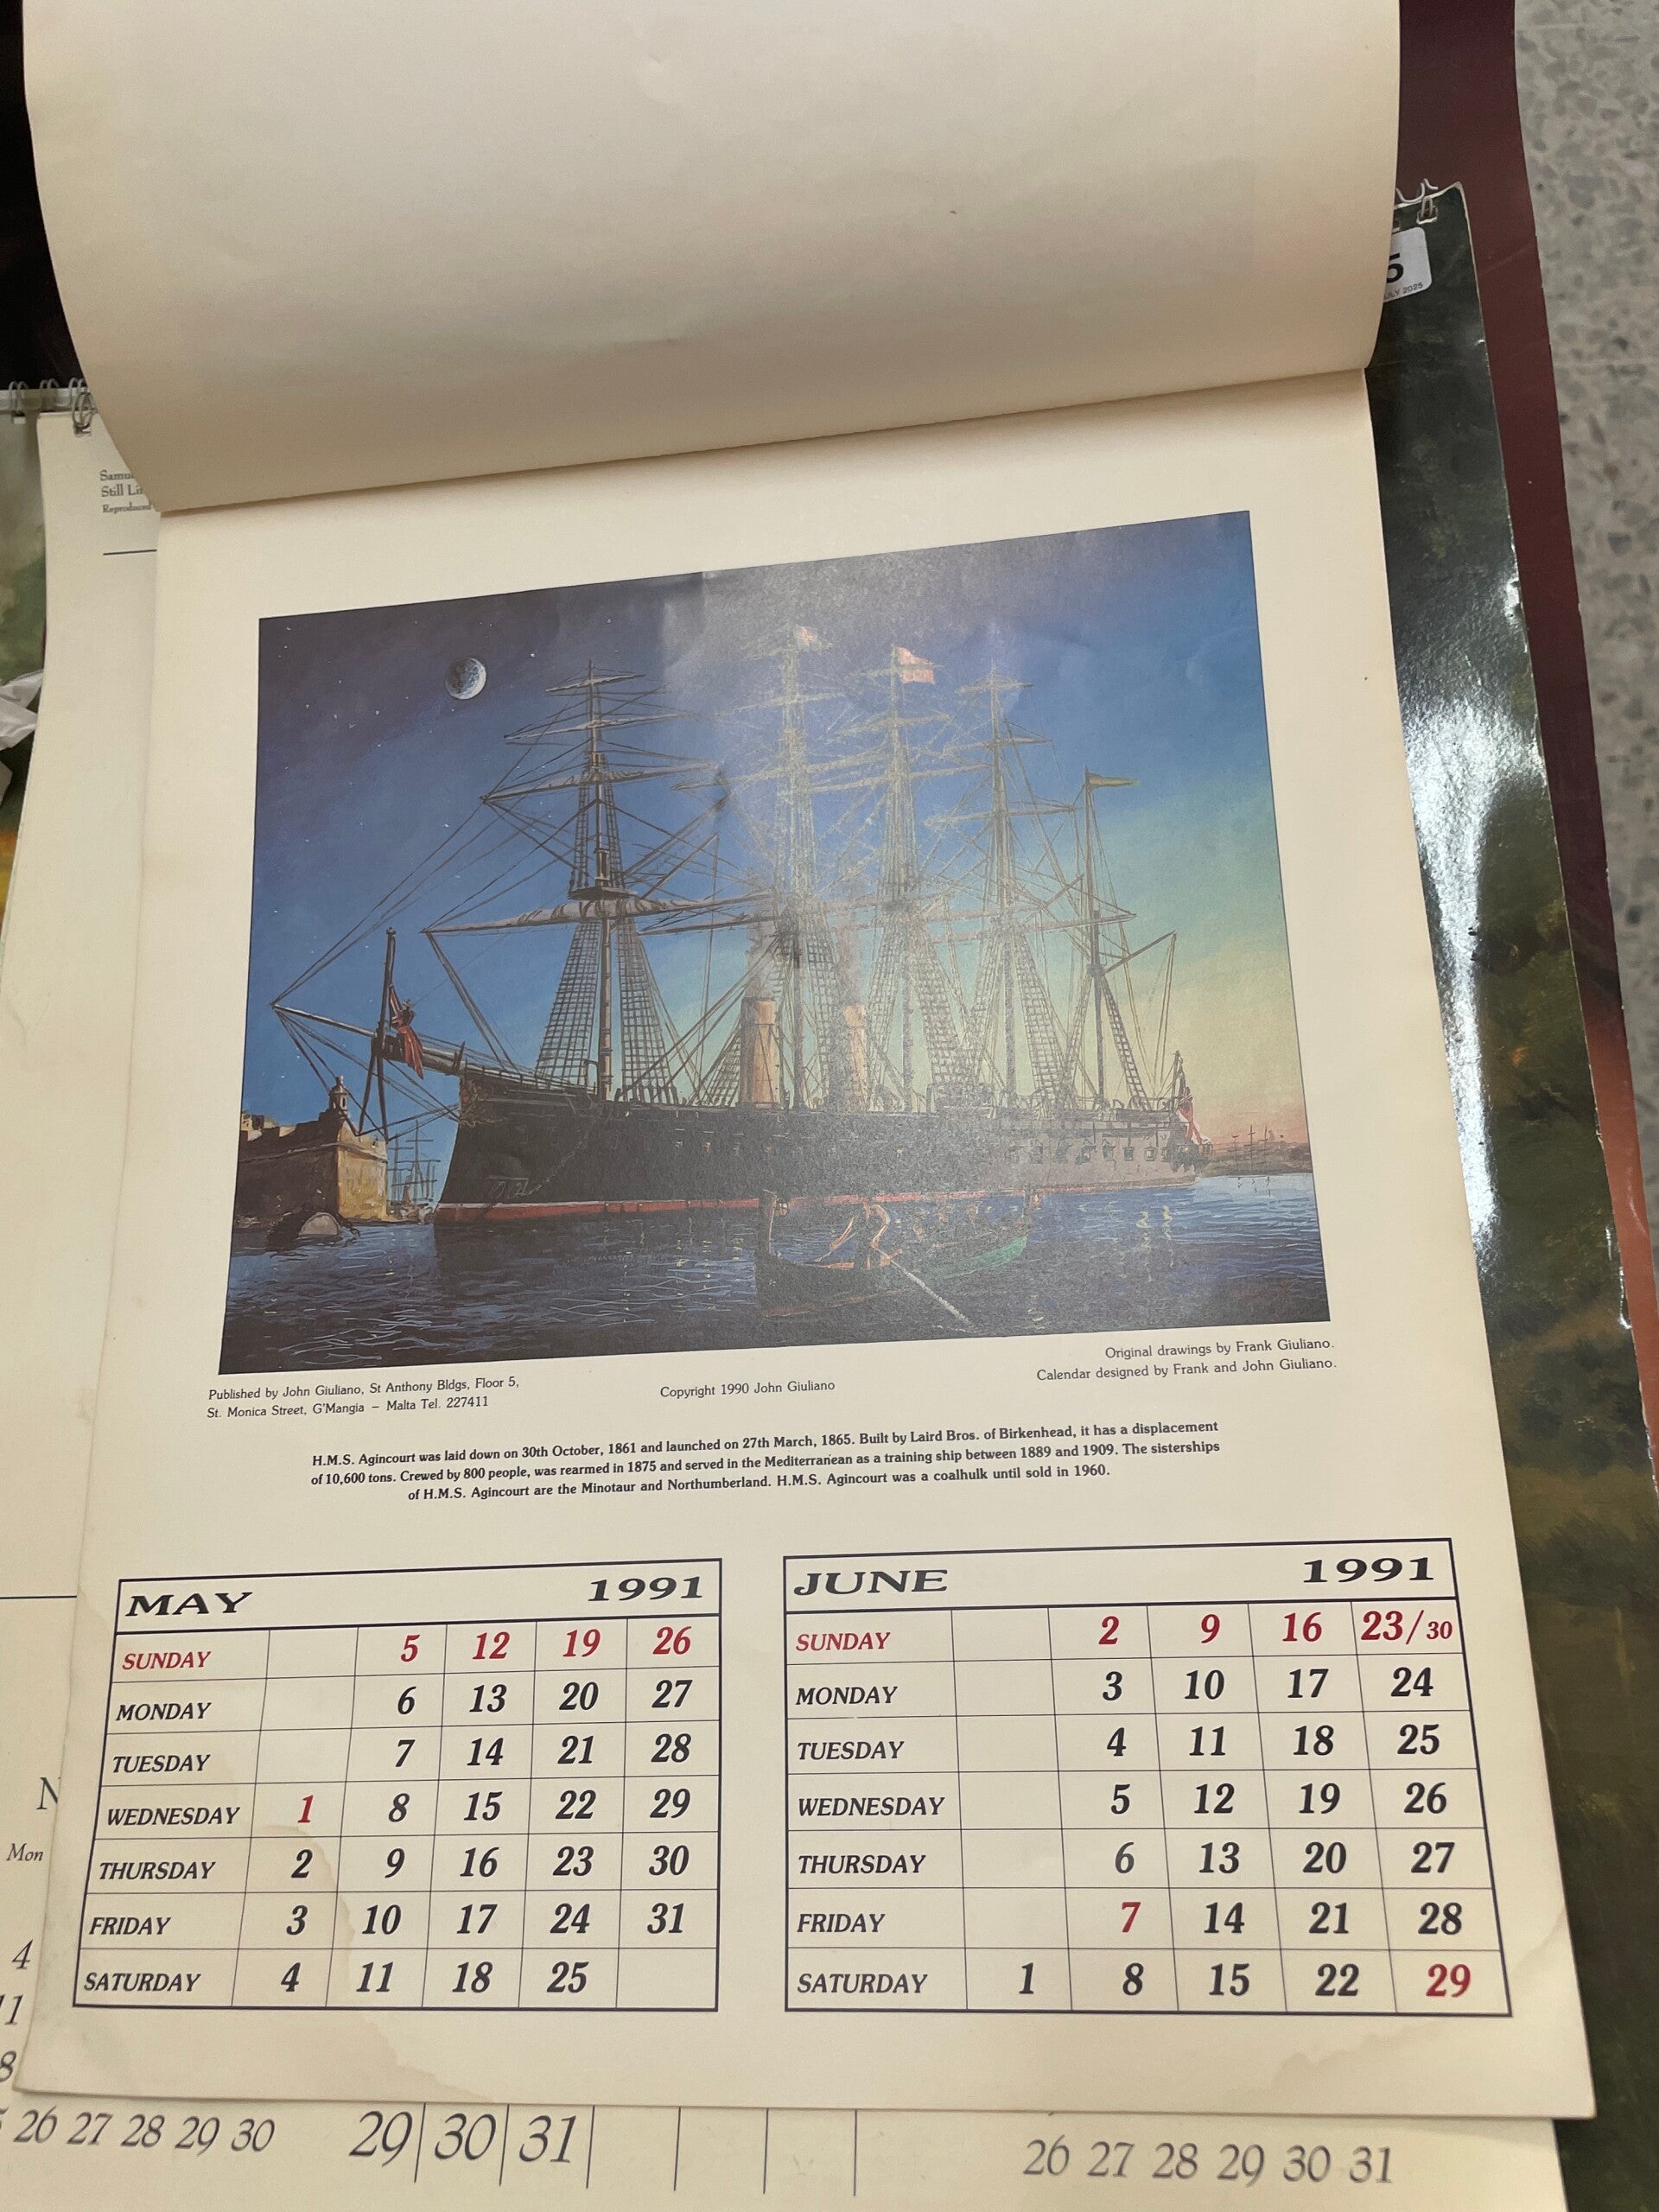 5
JULY 2025
Still
Reproduced
Published by John Giuliano, St Anthony Bldgs, Floor 5,
St. Monica Street, G'Mangia – Malta Tel. 227411
Copyright 1990 John Giuliano
Original drawings by Frank Giuliano.
Calendar designed by Frank and John Giuliano.
H.M.S. Agincourt was laid down on 30th October, 1861 and launched on 27th March, 1865. Built by Laird Bros. of Birkenhead, it has a displacement
of 10,600 tons. Crewed by 800 people, was rearmed in 1875 and served in the Mediterranean as a training ship between 1889 and 1909. The sisterships
of H.M.S. Agincourt are the Minotaur and Northumberland. H.M.S. Agincourt was a coalhulk until sold in 1960.
MAY 1991
SUNDAY 5 12 19 26
MONDAY 6 13 20 27
TUESDAY 7 14 21 28
WEDNESDAY 1 8 15 22 29
THURSDAY 2 9 16 23 30
FRIDAY 3 10 17 24 31
SATURDAY 4 11 18 25
JUNE 1991
SUNDAY 2 9 16 23/30
MONDAY 3 10 17 24
TUESDAY 4 11 18 25
WEDNESDAY 5 12 19 26
THURSDAY 6 13 20 27
FRIDAY 7 14 21 28
SATURDAY 1 8 15 22 29
Mon
4
11
26 27 28 29 30
29 30 31
26 27 28 29 30 31